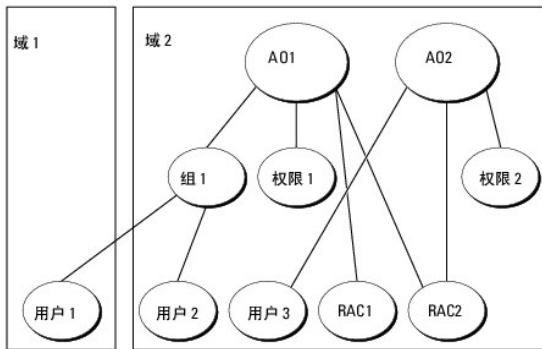 域 1
域 2
A01
A02
组 1
权限 1
权限 2
用户 1
用户 2
用户 3
RAC1
RAC2